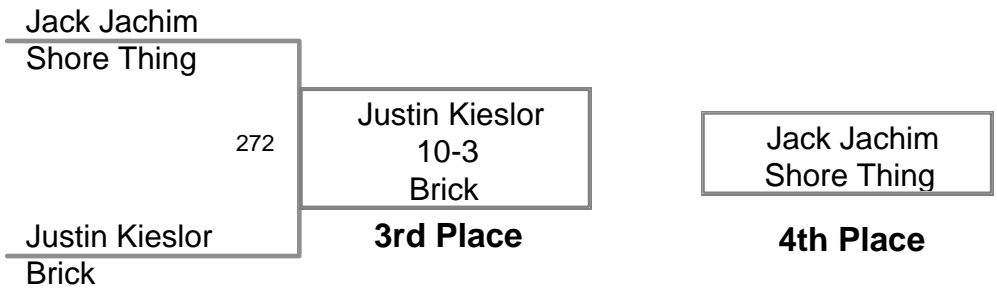 Jack Jachim
Shore Thing
272
Justin Kieslor
10-3
Brick
3rd Place
Jack Jachim
Shore Thing
4th Place
Justin Kieslor
Brick